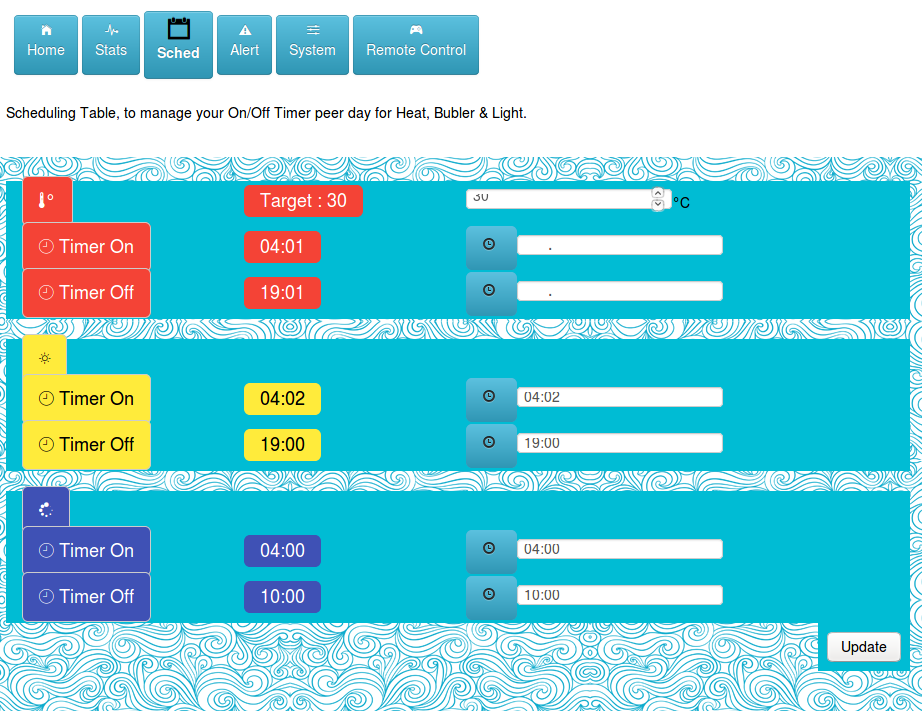 Home Stats Sched Alert System Remote Control
Scheduling Table, to manage your On/Off Timer peer day for Heat, Bubler & Light.
Target : 30 30 °C
Timer On 04:01 .
Timer Off 19:01 .
Timer On 04:02 04:02
Timer Off 19:00 19:00
Timer On 04:00 04:00
Timer Off 10:00 10:00
Update